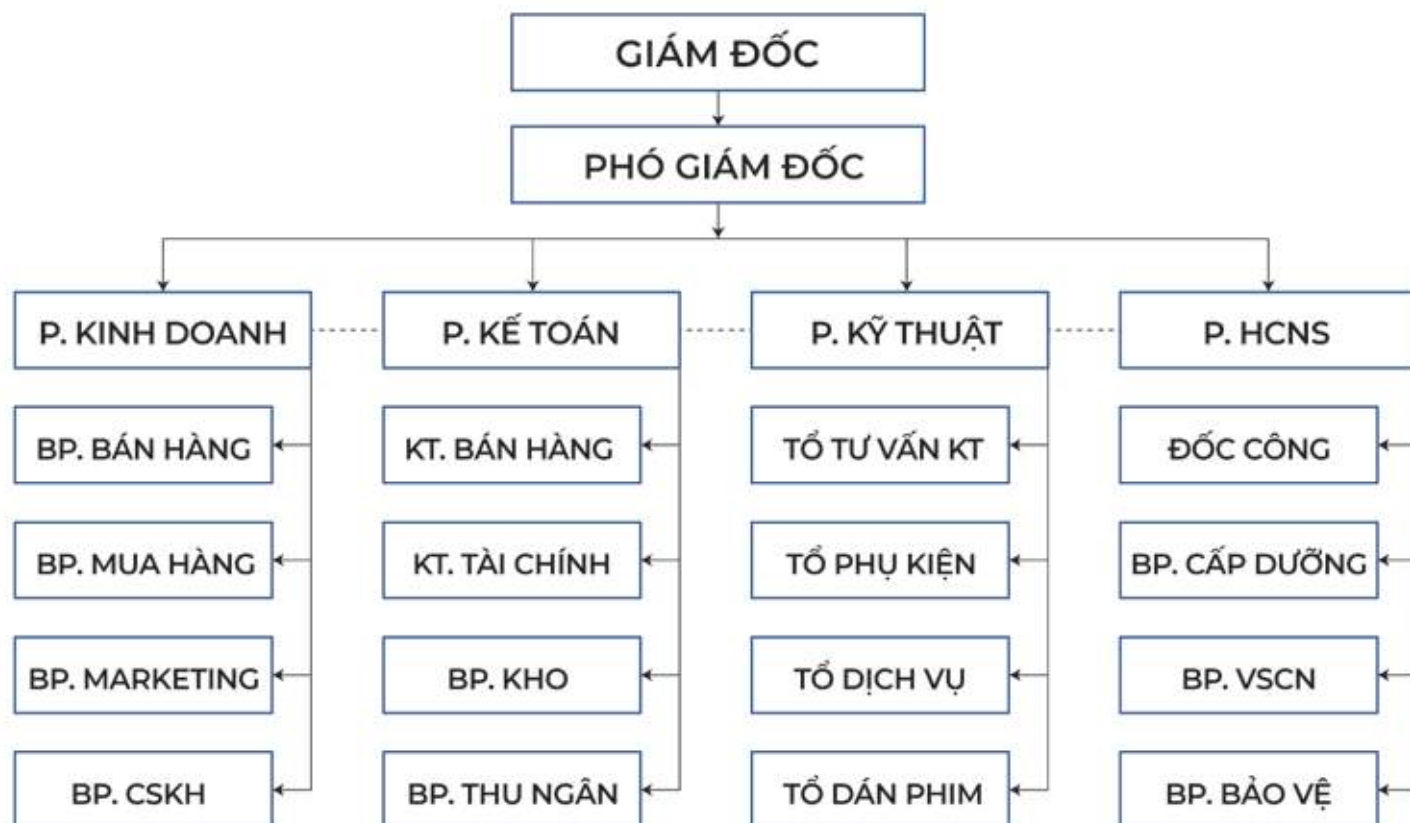 GIÁM ĐỐC
PHÓ GIÁM ĐỐC
P. KINH DOANH
P. KẾ TOÁN
P. KỸ THUẬT
P. HCNS
BP. BÁN HÀNG
KT. BÁN HÀNG
TỔ TƯ VẤN KT
ĐỐC CÔNG
BP. MUA HÀNG
KT. TÀI CHÍNH
TỔ PHỤ KIỆN
BP. CẤP DƯỠNG
BP. MARKETING
BP. KHO
TỔ DỊCH VỤ
BP. VSCN
BP. CSKH
BP. THU NGÂN
TỔ DÁN PHIM
BP. BẢO VỆ